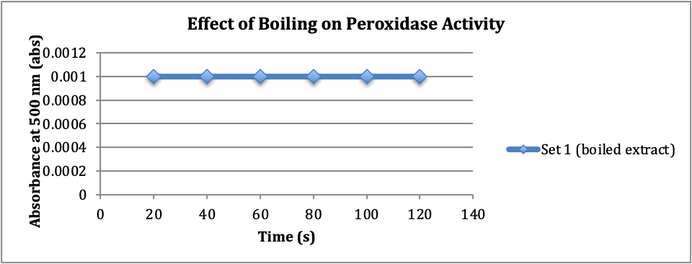 Effect of Boiling on Peroxidase Activity
Absorbance at 500 nm (abs)
0.0012
0.001
0.0008
0.0006
0.0004
0.0002
0
0 20 40 60 80 100 120 140
Time (s)
Set 1 (boiled extract)